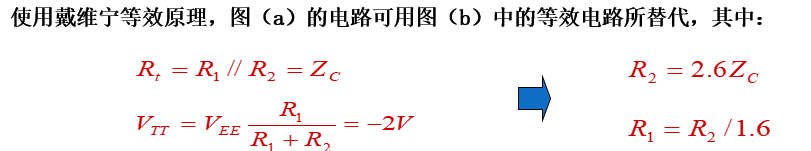 使用戴维宁等效原理，图（a）的电路可用图（b）中的等效电路所替代，其中：
R_t = R_1 // R_2 = Z_C
R_2 = 2.6Z_C
V_TT = V_EE R_1 / (R_1 + R_2) = −2V
R_1 = R_2 /1.6